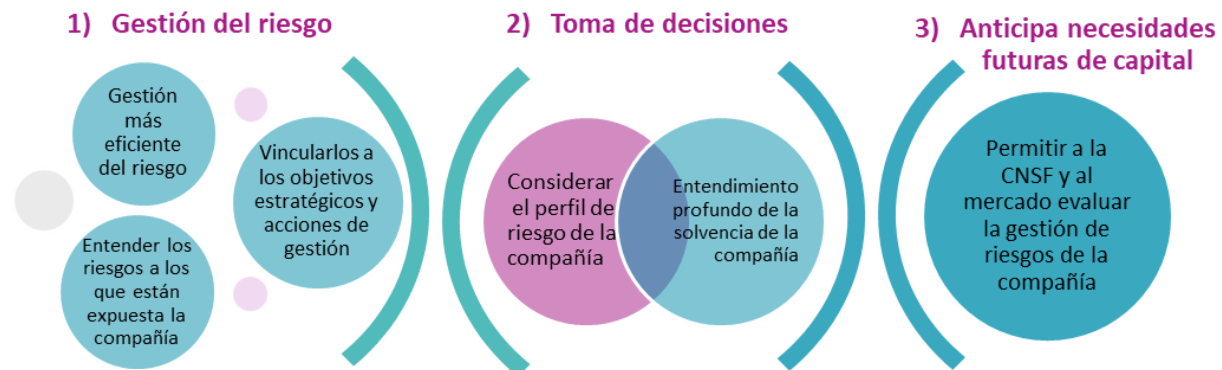 1) Gestión del riesgo
Gestión
más
eficiente
del riesgo
Vincularlos a
los objetivos
estratégicos y
acciones de
gestión
Entender los
riesgos a los
que están
expuesta la
compañía
2) Toma de decisiones
Considerar
el perfil de
riesgo de la
compañía
Entendimiento
profundo de la
solvencia de la
compañía
3) Anticipa necesidades
futuras de capital
Permitir a la
CNSF y al
mercado evaluar
la gestión de
riesgos de la
compañía